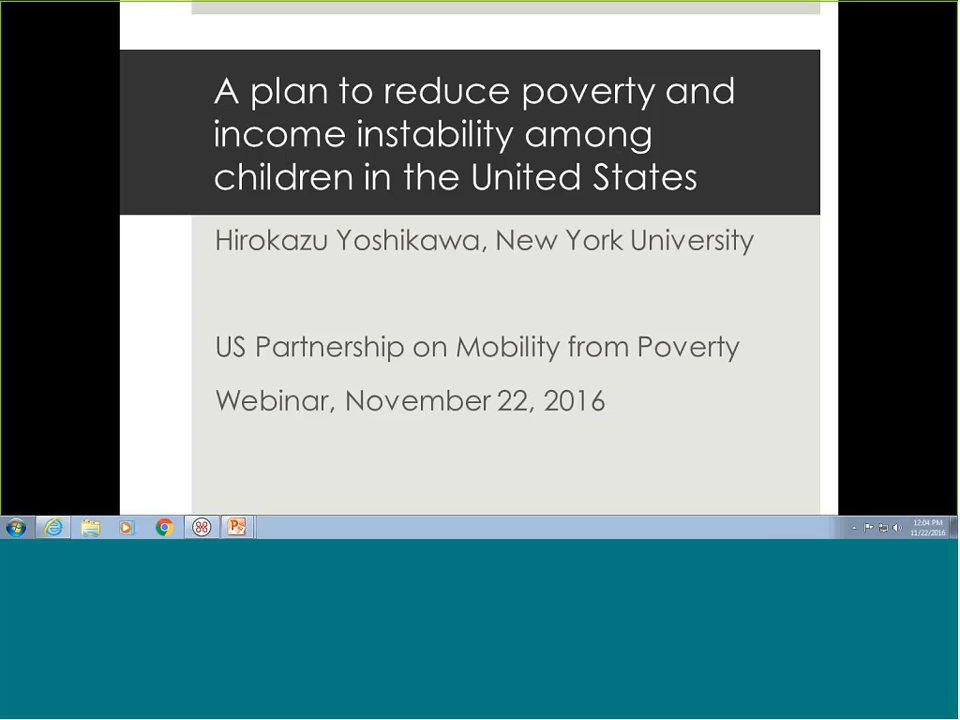 A plan to reduce poverty and
income instability among
children in the United States
Hirokazu Yoshikawa, New York University
US Partnership on Mobility from Poverty
Webinar, November 22, 2016
12:04 PM
11/22/2016